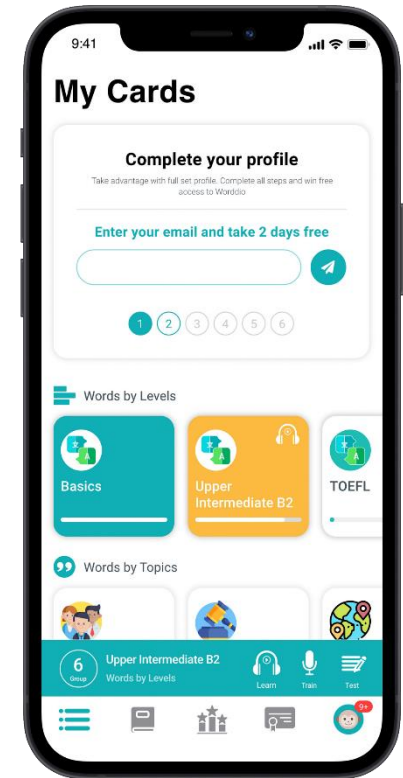 9:41
My Cards
Complete your profile
Take advantage with full set profile. Complete all steps and win free
access to Worddio
Enter your email and take 2 days free
1 2 3 4 5 6
Words by Levels
Basics
Upper
Intermediate B2
TOEFL
Words by Topics
6
Group
Upper Intermediate B2
Words by Levels
Learn
Train
Test
9+